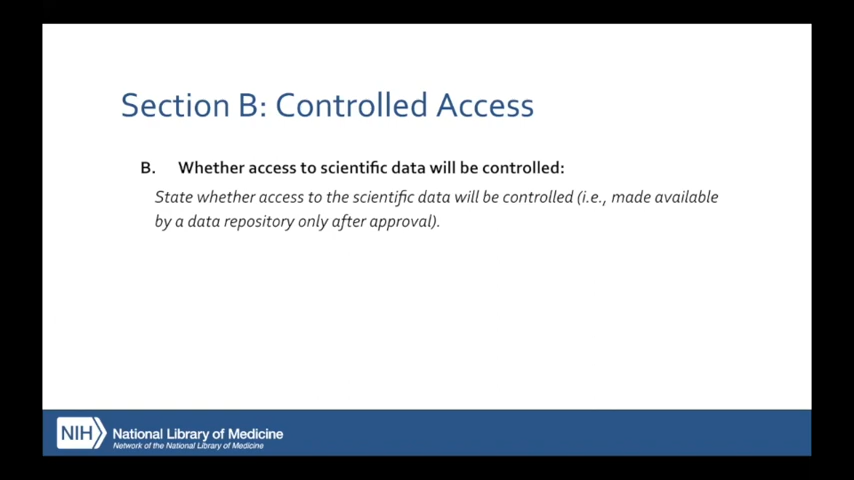 Section B: Controlled Access
B. Whether access to scientific data will be controlled:
State whether access to the scientific data will be controlled (i.e., made available
by a data repository only after approval).
NIH National Library of Medicine
Network of the National Library of Medicine